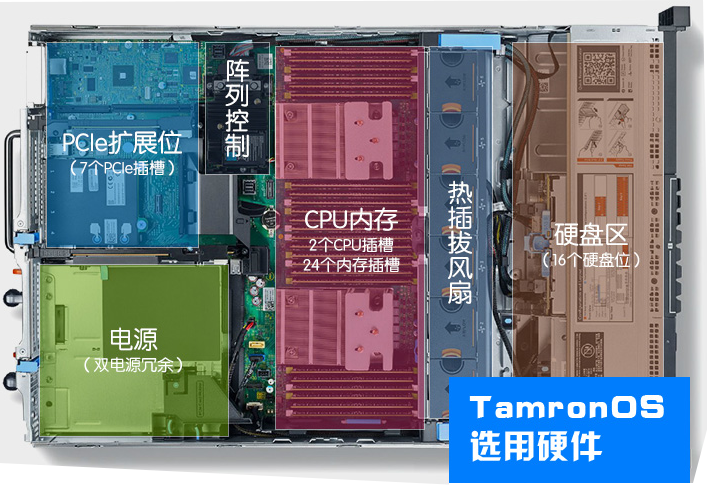 PCIe扩展位
（7个PCIe插槽）
阵列控制
CPU内存
2个CPU插槽
24个内存插槽
热插拔风扇
硬盘区
（16个硬盘位）
电源
（双电源冗余）
TamronOS
选用硬件